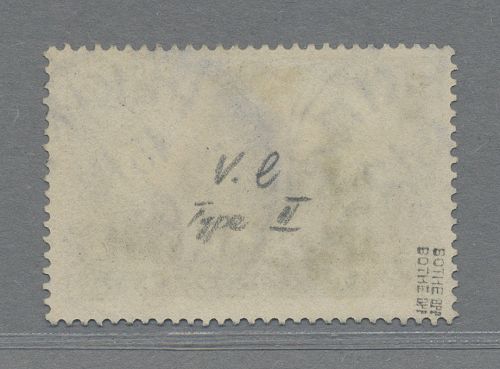 V. l
Type II
BOTHE BPP
BOTHE BPP